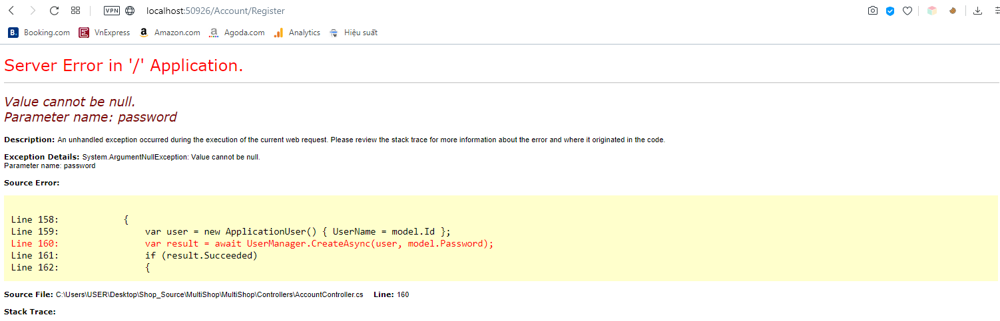 VPN localhost:50926/Account/Register
B. Booking.com VnExpress a Amazon.com a Agoda.com Analytics Hiệu suất
Server Error in '/' Application.
Value cannot be null.
Parameter name: password
Description: An unhandled exception occurred during the execution of the current web request. Please review the stack trace for more information about the error and where it originated in the code.
Exception Details: System.ArgumentNullException: Value cannot be null.
Parameter name: password
Source Error:
Line 158: {
Line 159: var user = new ApplicationUser() { UserName = model.Id };
Line 160: var result = await UserManager.CreateAsync(user, model.Password);
Line 161: if (result.Succeeded)
Line 162: {
Source File: C:\Users\USER\Desktop\Shop_Source\MultiShop\MultiShop\Controllers\AccountController.cs Line: 160
Stack Trace: